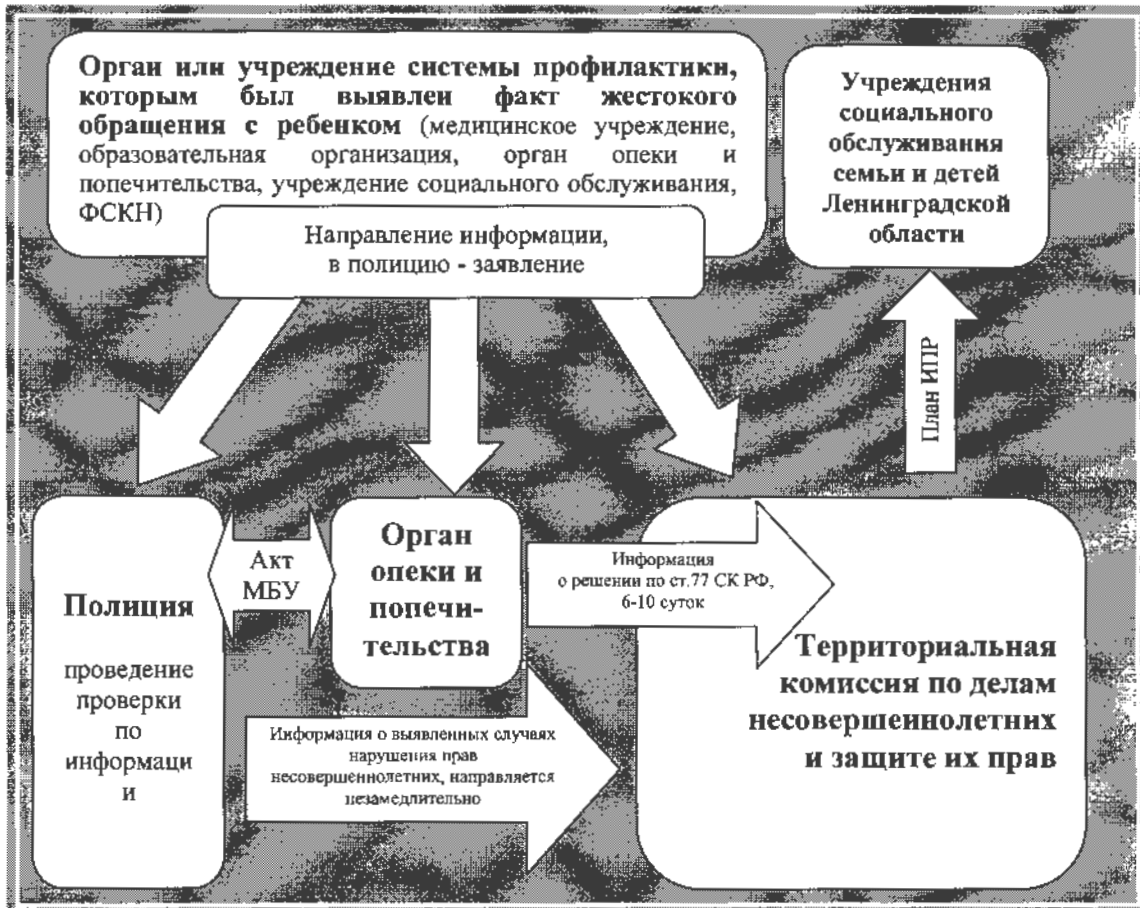 Орган или учреждение системы профилактики,
которым был выявлен факт жестокого
обращения с ребенком (медицинское учреждение,
образовательная организация, орган опеки и
попечительства, учреждение социального обслуживания,
ФСКН)
Направление информации,
в полицию - заявление
Учреждения
социального
обслуживания
семьи и детей
Ленинградской
области
План ИПР
Полиция
проведение
проверки
по
информаци
и
Акт
МБУ
Орган
опеки и
попечи-
тельства
Информация
о решении по ст.77 СК РФ,
6-10 суток
Информация о выявленных случаях
нарушения прав
несовершеннолетних, направляется
незамедлительно
Территориальная
комиссия по делам
несовершеннолетних
и защите их прав